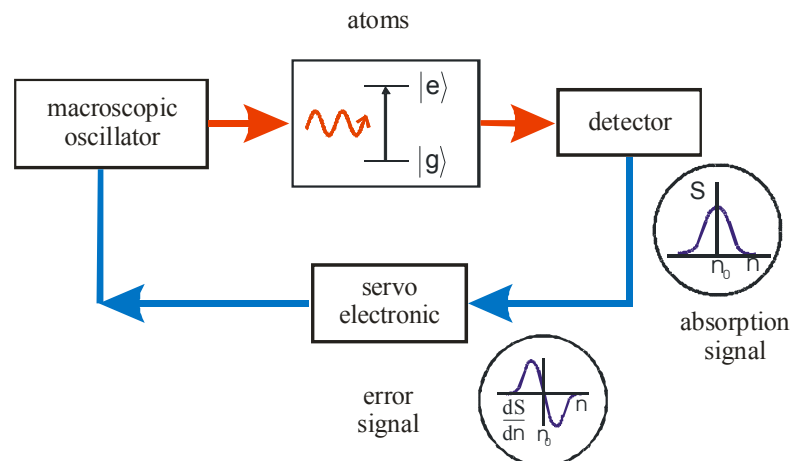 atoms
macroscopic
oscillator
|e⟩
|g⟩
detector
S
n₀ n
servo
electronic
absorption
signal
error
signal
dS
dn
n₀
n